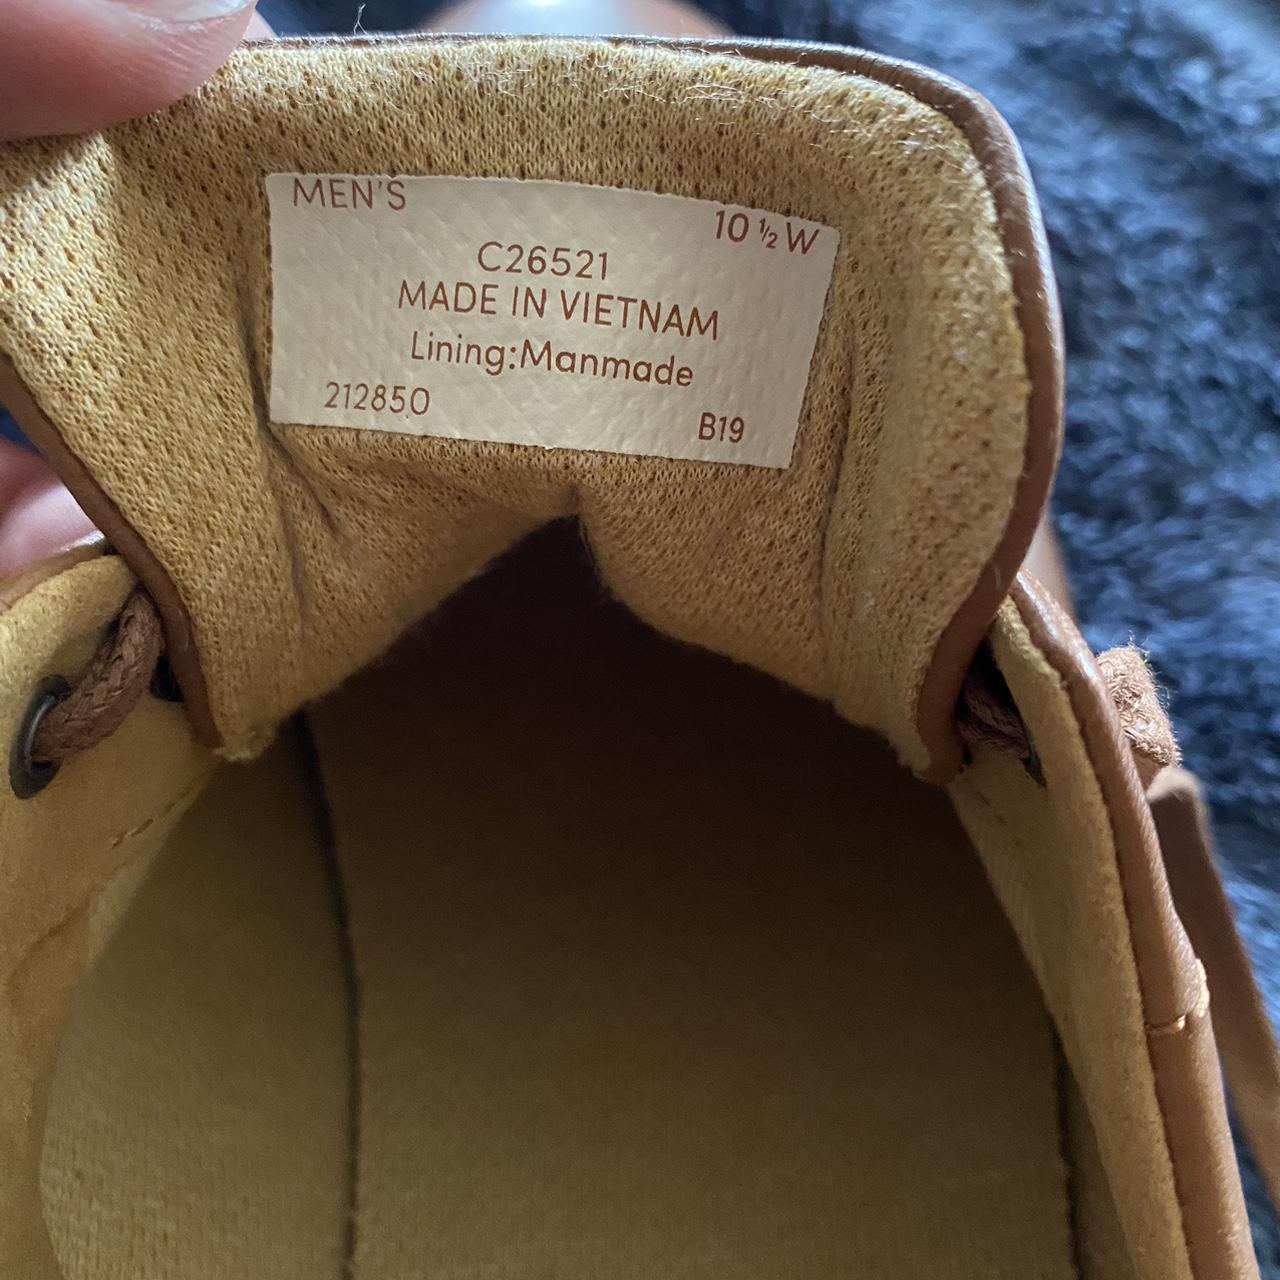 MEN'S
10 ½ W
C26521
MADE IN VIETNAM
Lining:Manmade
212850
B19